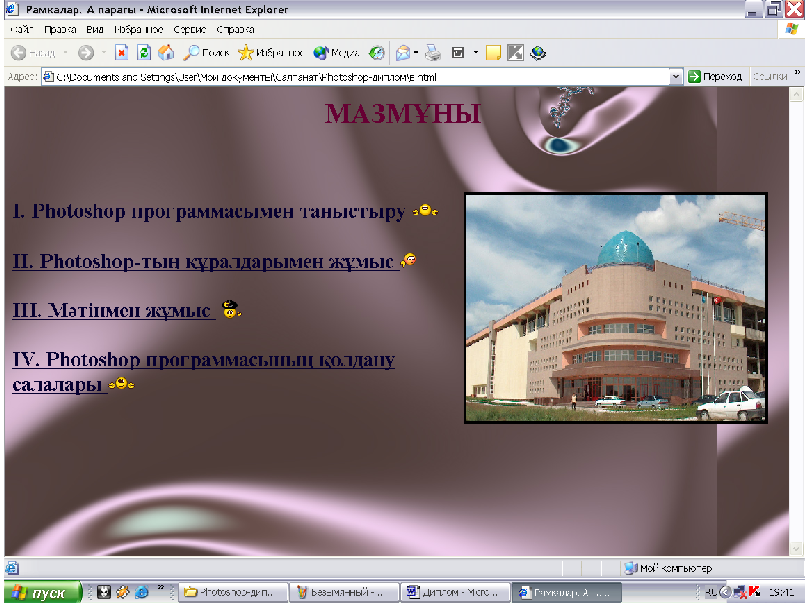 Рамкалар. А парағы - Microsoft Internet Explorer
Файл Правка Вид Избранное Сервис Справка
Назад Поиск Избранное Медиа
Адрес: C:\Documents and Settings\User\Мои документы\Салтанат\Photoshop-диплом\в.html Переход Ссылки »
МАЗМҰНЫ
I. Photoshop программасымен таныстыру
II. Photoshop-тың құралдарымен жұмыс
III. Мәтінмен жұмыс
IV. Photoshop программасының қолдану
салалары
Мой компьютер
пуск » Photoshop-дип... Безымянный - ... Диплом - Micro... Рамкалар. А ... RU 19:41